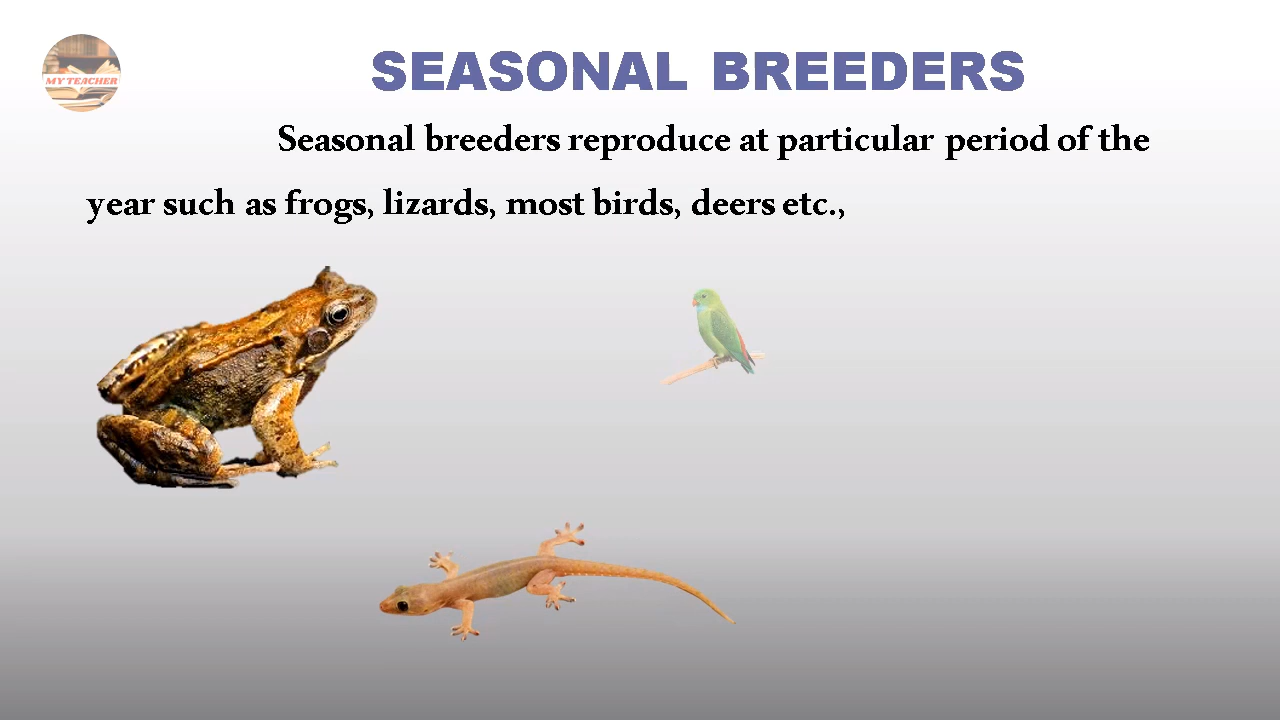 MY TEACHER
SEASONAL BREEDERS
Seasonal breeders reproduce at particular period of the
year such as frogs, lizards, most birds, deers etc.,